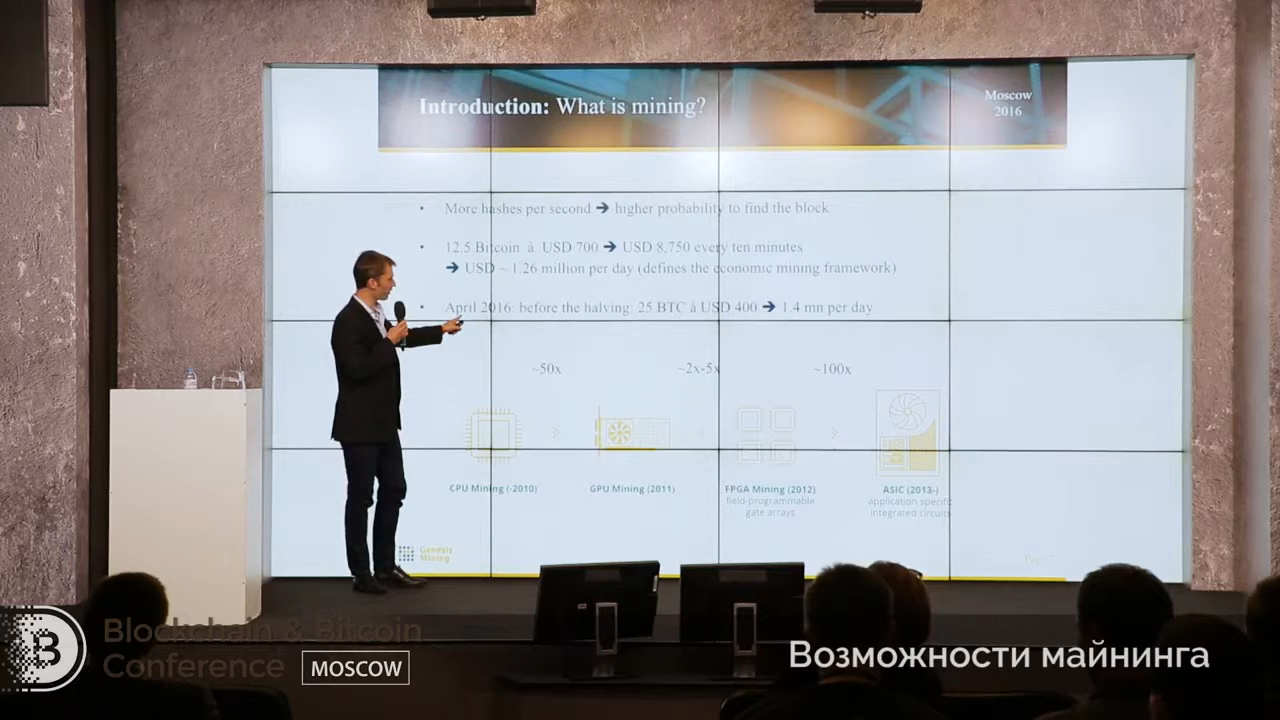 Introduction: What is mining?
Moscow
2016
• More hashes per second ➔ higher probability to find the block
• 12.5 Bitcoin à USD 700 ➔ USD 8,750 every ten minutes
➔ USD ~ 1.26 million per day (defines the economic mining framework)
• April 2016: before the halving: 25 BTC à USD 400 ➔ 1.4 mn per day
~50x
~2x-5x
~100x
CPU Mining (-2010)
GPU Mining (2011)
FPGA Mining (2012)
field-programmable
gate arrays
ASIC (2013-)
application specific
integrated circuits
Genesis
Mining
Blockchain & Bitcoin
Conference
MOSCOW
Возможности майнинга